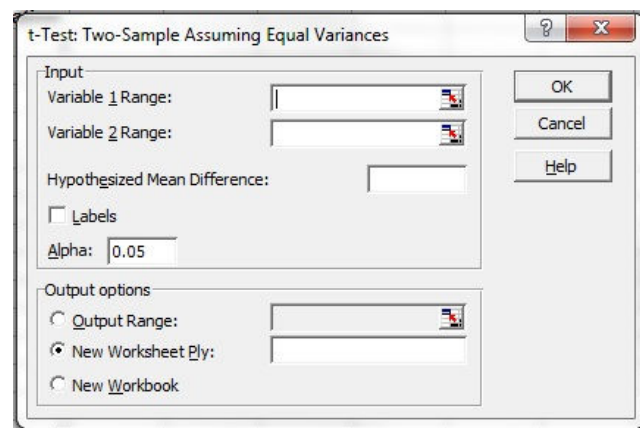 t-Test: Two-Sample Assuming Equal Variances
Input
Variable 1 Range:
Variable 2 Range:
Hypothesized Mean Difference:
Labels
Alpha: 0.05
OK
Cancel
Help
Output options
Output Range:
New Worksheet Ply:
New Workbook